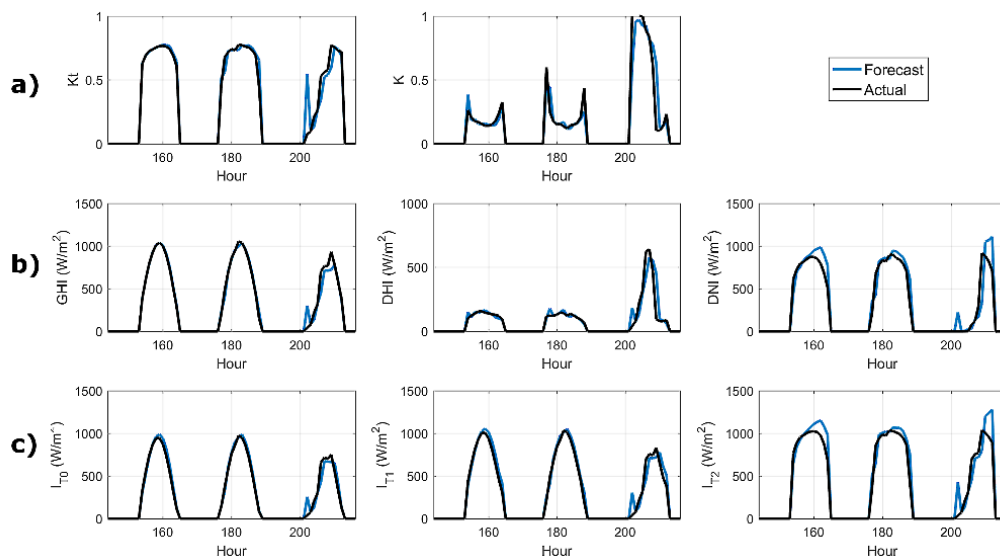 a)
Kt
1
0.5
0
160 180 200
Hour
K
1
0.5
0
160 180 200
Hour
Forecast
Actual
b)
GHI (W/m²)
1500
1000
500
0
160 180 200
Hour
DHI (W/m²)
1000
500
0
160 180 200
Hour
DNI (W/m²)
1500
1000
500
0
160 180 200
Hour
c)
I_T0 (W/m²)
1500
1000
500
0
160 180 200
Hour
I_T1 (W/m²)
1500
1000
500
0
160 180 200
Hour
I_T2 (W/m²)
1500
1000
500
0
160 180 200
Hour